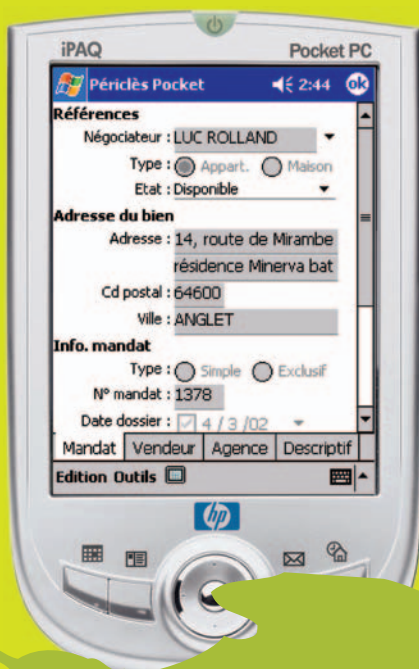 iPAQ Pocket PC
Périclès Pocket 2:44 ok
Références
Négociateur : LUC ROLLAND
Type : Appart. Maison
Etat : Disponible
Adresse du bien
Adresse : 14, route de Mirambe
résidence Minerva bat
Cd postal : 64600
Ville : ANGLET
Info. mandat
Type : Simple Exclusif
N° mandat : 1378
Date dossier : 4 / 3 /02
Mandat Vendeur Agence Descriptif
Edition Outils
hp